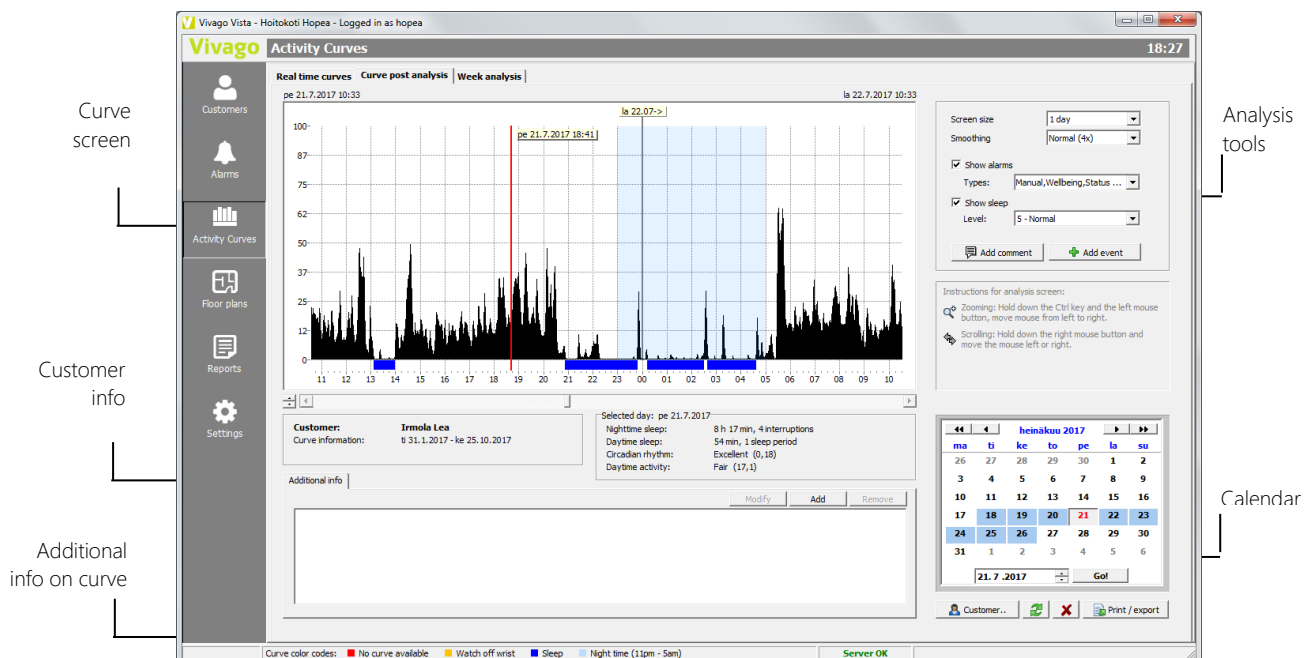 Vivago Vista - Hoitokoti Hopea - Logged in as hopea
Vivago Activity Curves 18:27
Customers
Alarms
Activity Curves
Floor plans
Reports
Settings
Curve
screen
Customer
info
Additional
info on curve
Analysis
tools
Calendar
Real time curves Curve post analysis Week analysis
pe 21.7.2017 10:33 la 22.7.2017 10:33
la 22.07->
pe 21.7.2017 18:41
100
87
75
62
50
37
25
12
0
11 12 13 14 15 16 17 18 19 20 21 22 23 00 01 02 03 04 05 06 07 08 09 10
Screen size 1 day
Smoothing Normal (4x)
Show alarms
Types: Manual,Wellbeing,Status ...
Show sleep
Level: 5 - Normal
Add comment Add event
Instructions for analysis screen:
Zooming: Hold down the Ctrl key and the left mouse
button, move mouse from left to right.
Scrolling: Hold down the right mouse button and
move the mouse left or right.
Customer: Irmola Lea
Curve information: ti 31.1.2017 - ke 25.10.2017
Selected day: pe 21.7.2017
Nighttime sleep: 8 h 17 min, 4 interruptions
Daytime sleep: 54 min, 1 sleep period
Circadian rhythm: Excellent (0,18)
Daytime activity: Fair (17,1)
Additional info
Modify Add Remove
heinäkuu 2017
ma ti ke to pe la su
26 27 28 29 30 1 2
3 4 5 6 7 8 9
10 11 12 13 14 15 16
17 18 19 20 21 22 23
24 25 26 27 28 29 30
31 1 2 3 4 5 6
21. 7 .2017 Go!
Customer.. Print / export
Curve color codes: No curve available Watch off wrist Sleep Night time (11pm - 5am) Server OK